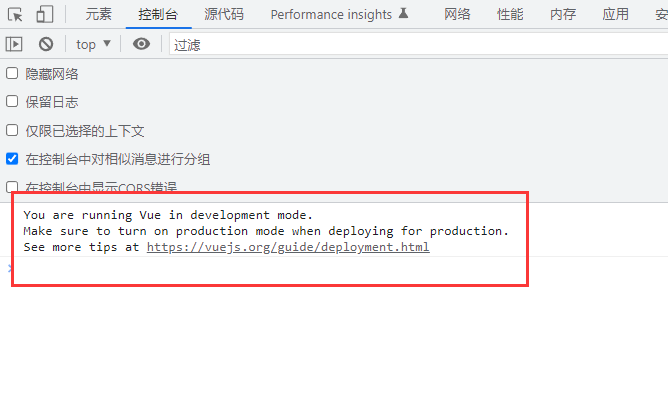 元素 控制台 源代码 Performance insights 网络 性能 内存 应用 安
top 过滤
隐藏网络
保留日志
仅限已选择的上下文
在控制台中对相似消息进行分组
在控制台中显示CORS错误
You are running Vue in development mode.
Make sure to turn on production mode when deploying for production.
See more tips at https://vuejs.org/guide/deployment.html